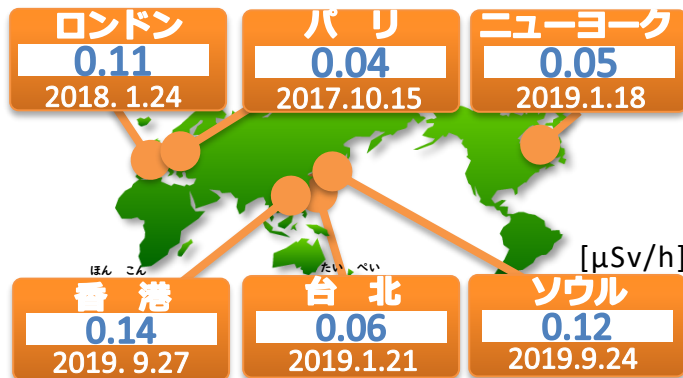 ロンドン
0.11
2018. 1.24
パ リ
0.04
2017.10.15
ニューヨーク
0.05
2019.1.18
[μSv/h]
ほん こん
香 港
0.14
2019. 9.27
たい ぺい
台 北
0.06
2019.1.21
ソウル
0.12
2019.9.24